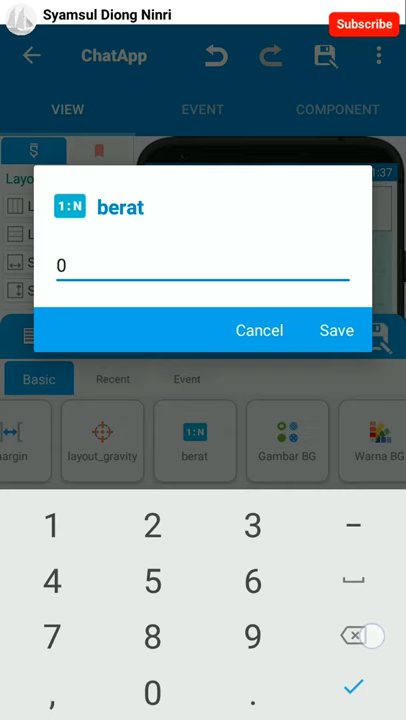 Syamsul Diong Ninri
Subscribe
ChatApp
VIEW
EVENT
COMPONENT
Layo
1:37
L
L
S
S
1:N berat
0
Cancel
Save
Basic
Recent
Event
1:N
argin
layout_gravity
berat
Gambar BG
Warna BG
1 2 3 –
4 5 6
7 8 9
, 0 .